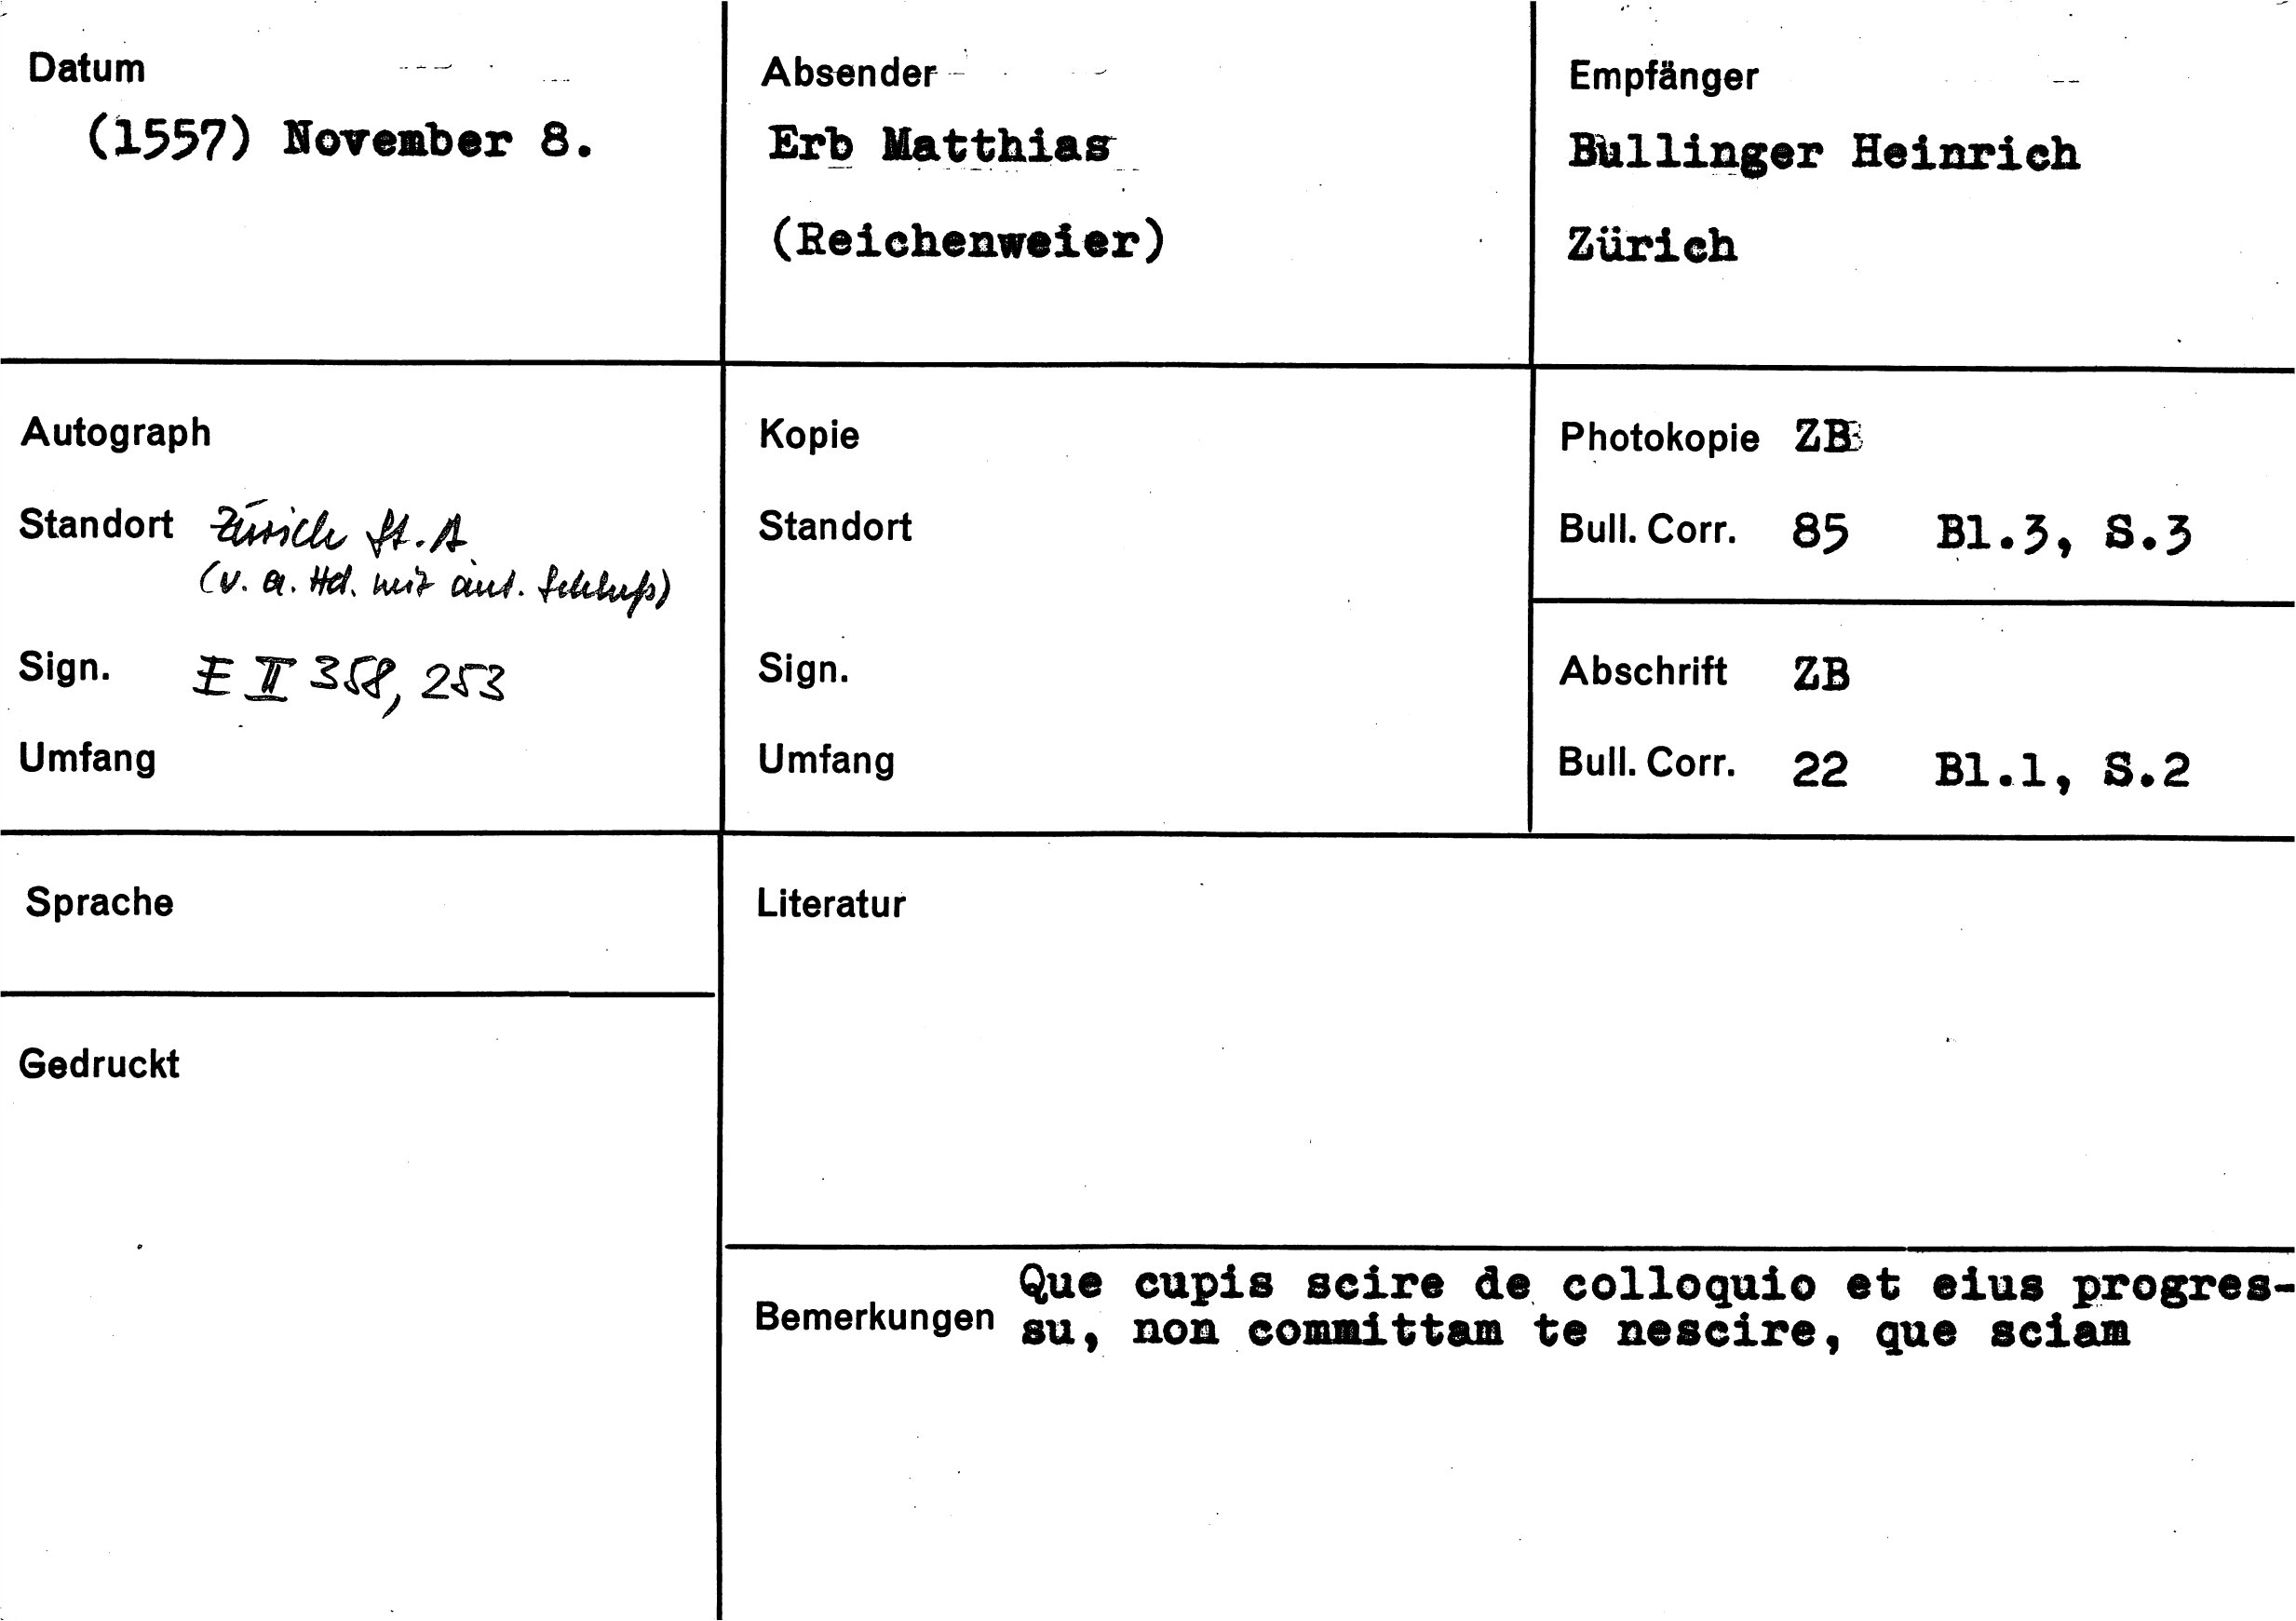 Datum
(1557) November 8.
Absender
Erb Matthias
(Reichenweier)
Empfänger
Bullinger Heinrich
Zürich
Autograph
Standort Zürich St.A
(v. a. Hd. mit aut. Schluß)
Sign. E II 358, 253
Umfang
Kopie
Standort
Sign.
Umfang
Photokopie ZB
Bull. Corr. 85 Bl.3, S.3
Abschrift ZB
Bull. Corr. 22 Bl.1, S.2
Sprache
Gedruckt
Literatur
Bemerkungen Que cupis scire de colloquio et eius progres-
su, non committam te nescire, que sciam